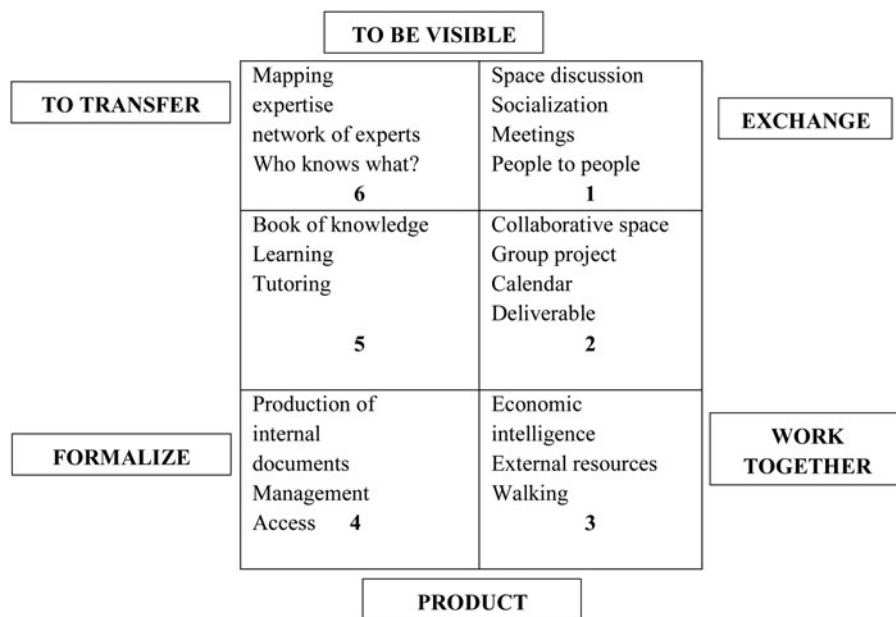 TO BE VISIBLE
TO TRANSFER
Mapping
expertise
network of experts
Who knows what?
6
Space discussion
Socialization
Meetings
People to people
1
EXCHANGE
Book of knowledge
Learning
Tutoring
5
Collaborative space
Group project
Calendar
Deliverable
2
FORMALIZE
Production of
internal
documents
Management
Access 4
Economic
intelligence
External resources
Walking
3
WORK
TOGETHER
PRODUCT